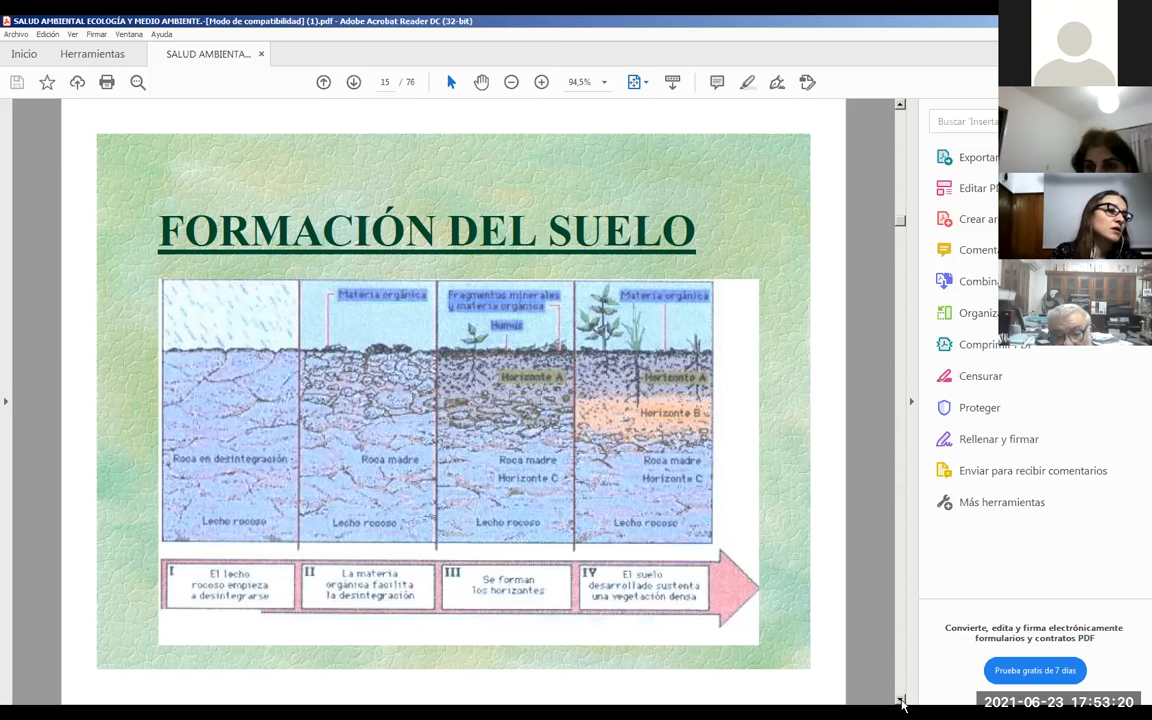 SALUD AMBIENTAL ECOLOGÍA Y MEDIO AMBIENTE.-[Modo de compatibilidad] (1).pdf - Adobe Acrobat Reader DC (32-bit)
Archivo Edición Ver Firmar Ventana Ayuda
Inicio Herramientas SALUD AMBIENTA... ×
15 / 76 94,5%
Buscar 'Inserta
Exportar
Editar PD
Crear ar
Comenta
Combin
Organiz
Comprimir PDF
Censurar
Proteger
Rellenar y firmar
Enviar para recibir comentarios
Más herramientas
Convierte, edita y firma electrónicamente
formularios y contratos PDF
Prueba gratis de 7 días
FORMACIÓN DEL SUELO
Materia orgánica
Fragmentos minerales
y materia orgánica
Humus
Materia orgánica
Horizonte A
Horizonte A
Horizonte B
Roca en desintegración
Roca madre
Roca madre
Roca madre
Horizonte C
Horizonte C
Lecho rocoso
Lecho rocoso
Lecho rocoso
Lecho rocoso
I El lecho
rocoso empieza
a desintegrarse
II La materia
orgánica facilita
la desintegración
III Se forman
los horizontes
IV El suelo
desarrollado sustenta
una vegetación densa
2021-06-23 17:53:20